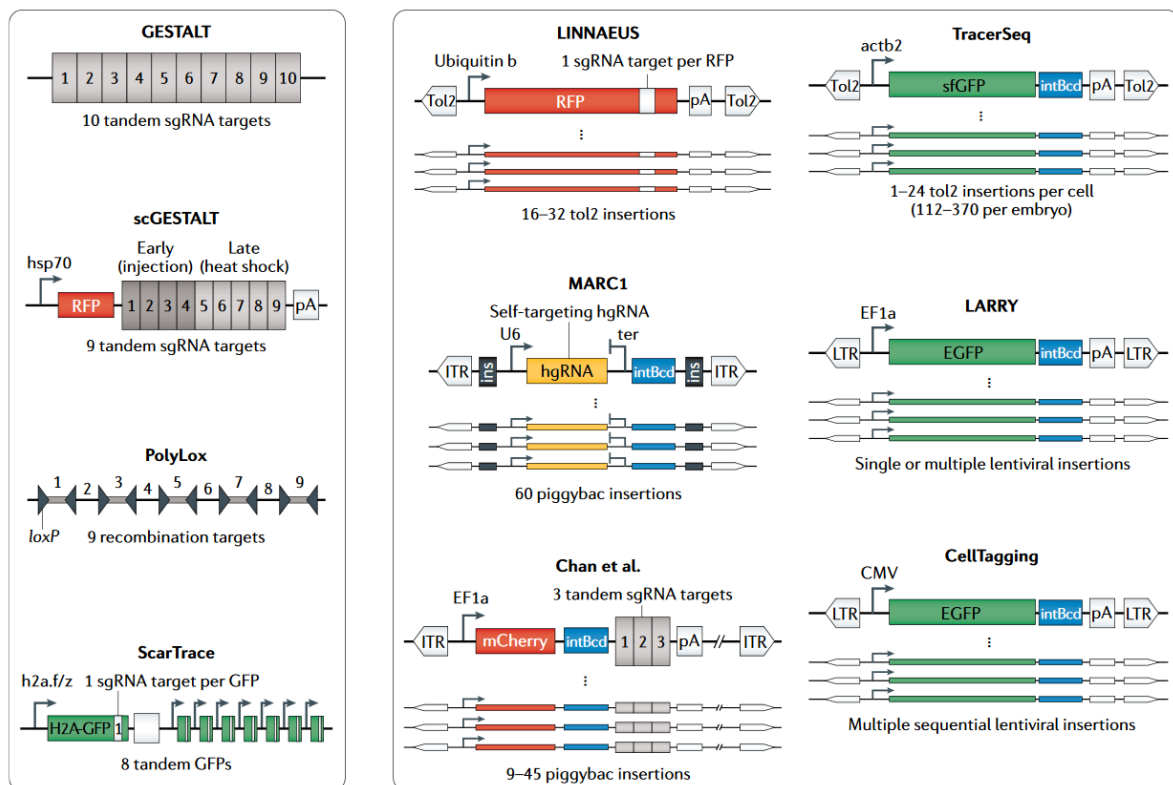 GESTALT
1 2 3 4 5 6 7 8 9 10
10 tandem sgRNA targets
scGESTALT
Early
(injection)
Late
(heat shock)
hsp70
RFP
1 2 3 4 5 6 7 8 9
pA
9 tandem sgRNA targets
PolyLox
1 2 3 4 5 6 7 8 9
loxP
9 recombination targets
ScarTrace
h2a.f/z
1 sgRNA target per GFP
H2A-GFP 1
8 tandem GFPs
LINNAEUS
Ubiquitin b
1 sgRNA target per RFP
Tol2 RFP pA Tol2
16–32 tol2 insertions
MARC1
Self-targeting hgRNA
U6
ter
ITR ins hgRNA intBcd ins ITR
60 piggybac insertions
Chan et al.
3 tandem sgRNA targets
EF1a
ITR mCherry intBcd 1 2 3 pA ITR
9–45 piggybac insertions
TracerSeq
actb2
Tol2 sfGFP intBcd pA Tol2
1–24 tol2 insertions per cell
(112–370 per embryo)
LARRY
EF1a
LTR EGFP intBcd pA LTR
Single or multiple lentiviral insertions
CellTagging
CMV
LTR EGFP intBcd pA LTR
Multiple sequential lentiviral insertions